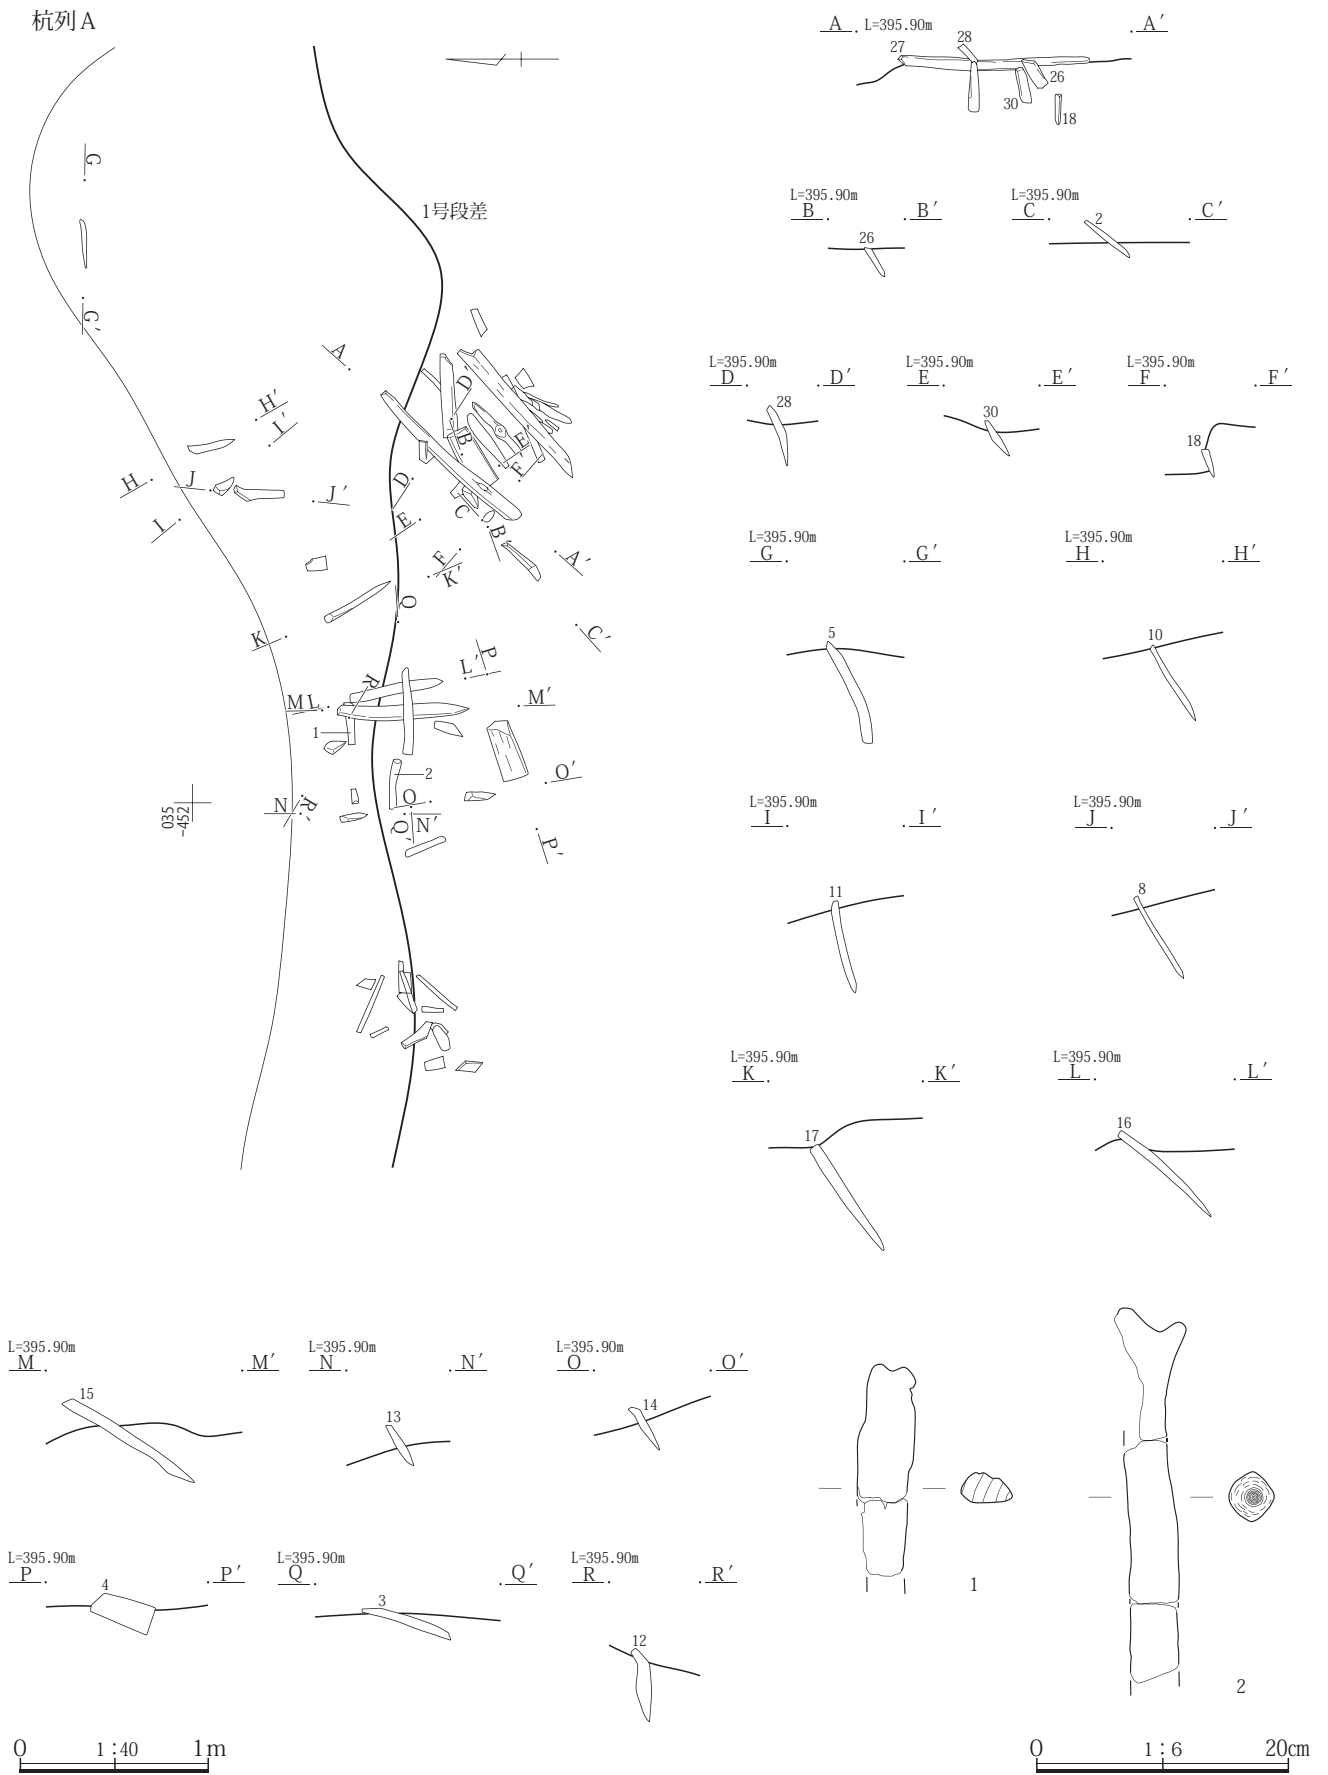 杭列A
1号段差
G
G′
A
H′
I′
H
J
J′
I
D′
B
E′
F′
D
C
E
B′
A′
F
K′
Q
C′
K
P
L′
R
M L
M′
1
2
O′
O
N
R′
N′
Q′
P′
035
-452
A L=395.90m A′
27 28 26 30 18
L=395.90m
B B′
26
L=395.90m
C C′
2
L=395.90m
D D′
28
L=395.90m
E E′
30
L=395.90m
F F′
18
L=395.90m
G G′
5
L=395.90m
H H′
10
L=395.90m
I I′
11
L=395.90m
J J′
8
L=395.90m
K K′
17
L=395.90m
L L′
16
L=395.90m
M M′
15
L=395.90m
N N′
13
L=395.90m
O O′
14
L=395.90m
P P′
4
L=395.90m
Q Q′
3
L=395.90m
R R′
12
1
2
0 1：40 1m
0 1：6 20cm